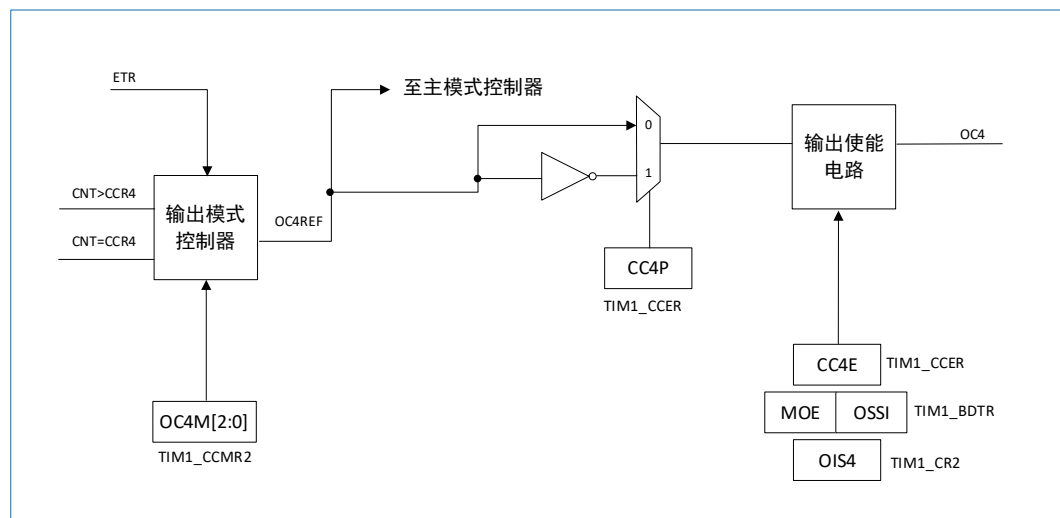 ETR
至主模式控制器
0
1
输出使能
电路
OC4
CNT>CCR4
CNT=CCR4
输出模式
控制器
OC4REF
CC4P
TIM1_CCER
CC4E
TIM1_CCER
MOE
OSSI
TIM1_BDTR
OC4M[2:0]
TIM1_CCMR2
OIS4
TIM1_CR2